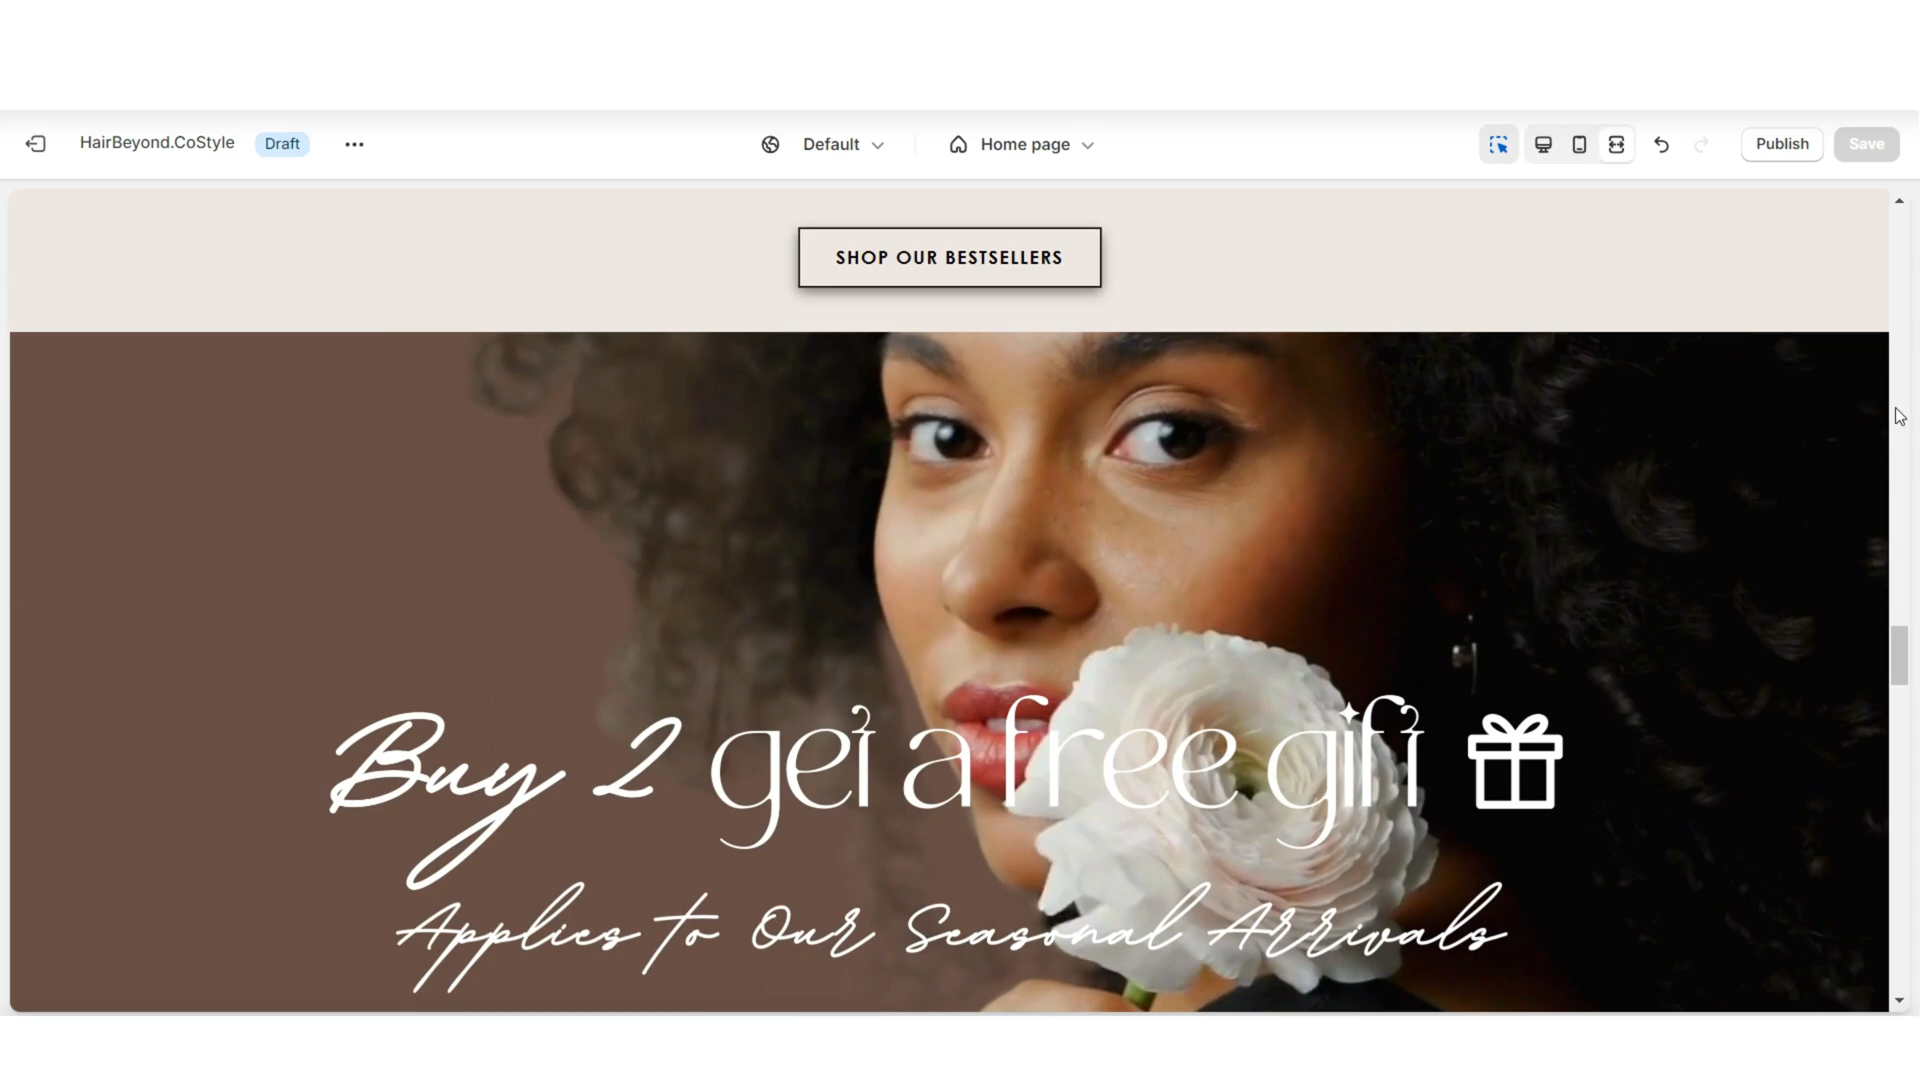 HairBeyond.CoStyle Draft Default Home page Publish Save
SHOP OUR BESTSELLERS
Buy 2 get a free gift
Applies to Our Seasonal Arrivals